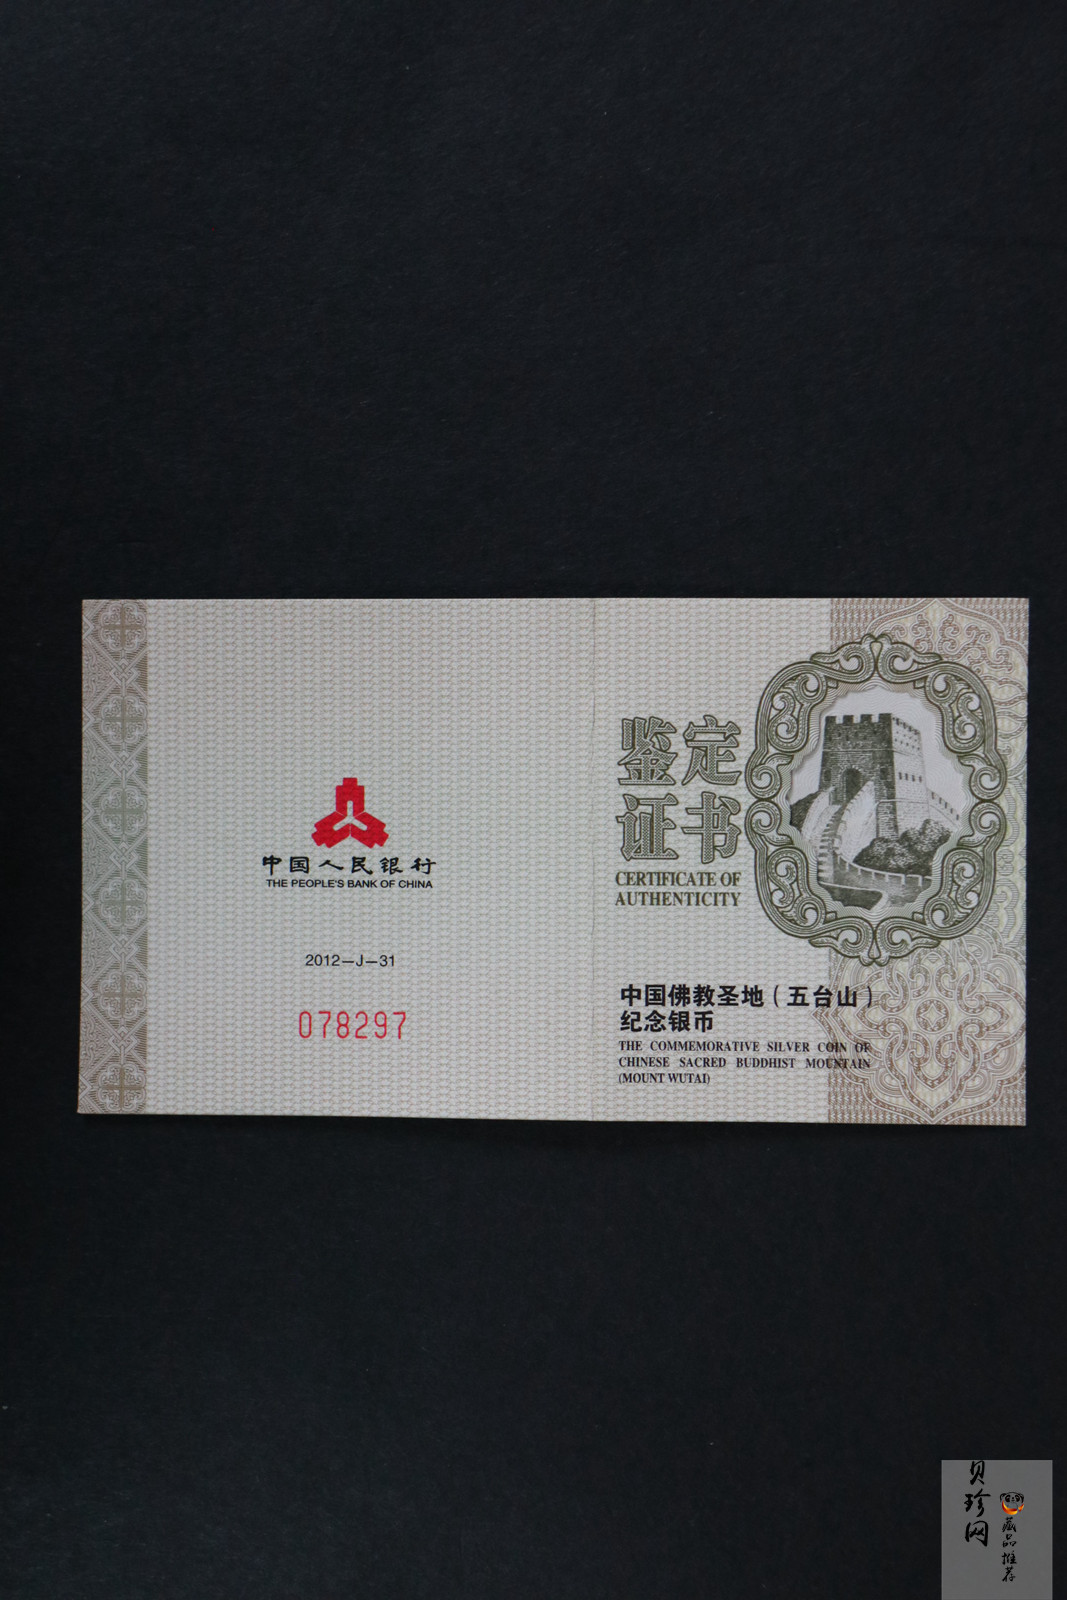 中国人民银行
THE PEOPLE'S BANK OF CHINA
2012—J—31
078297
鉴定
证书
CERTIFICATE OF
AUTHENTICITY
中国佛教圣地（五台山）
纪念银币
THE COMMEMORATIVE SILVER COIN OF
CHINESE SACRED BUDDHIST MOUNTAIN
(MOUNT WUTAI)
贝珍网
藏品推荐